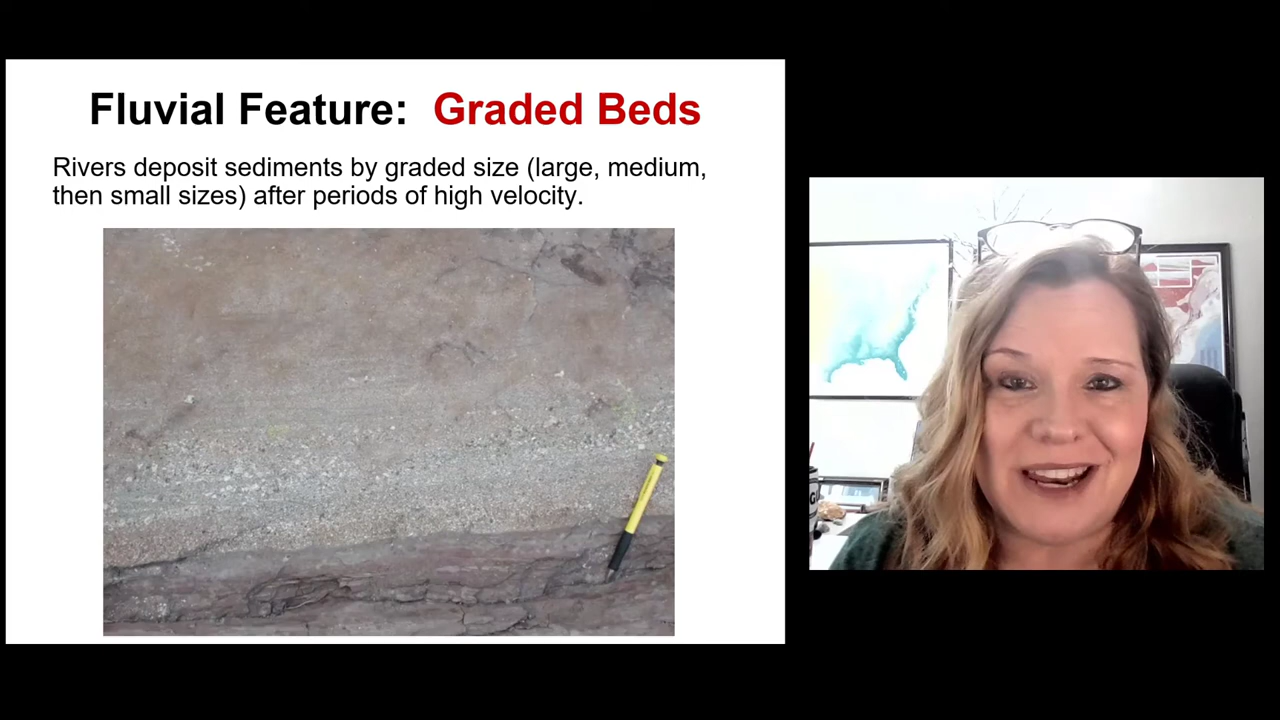 Fluvial Feature: Graded Beds
Rivers deposit sediments by graded size (large, medium,
then small sizes) after periods of high velocity.